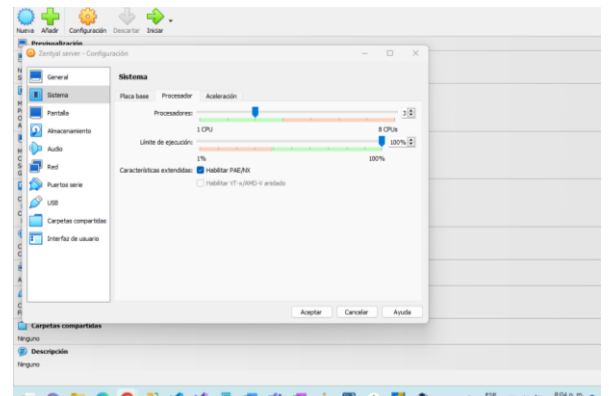 Nueva Añadir Configuración Descartar Iniciar
Previsualización
Zentyal server - Configuración
General
Sistema
Pantalla
Almacenamiento
Audio
Red
Puertos serie
USB
Carpetas compartidas
Interfaz de usuario
Sistema
Placa base Procesador Aceleración
Procesadores: 3
1 CPU 8 CPUs
Límite de ejecución: 100%
1% 100%
Características extendidas: Habilitar PAE/NX
Habilitar VT-x/AMD-V anidado
Aceptar Cancelar Ayuda
Carpetas compartidas
Ninguno
Descripción
Ninguno
ESP